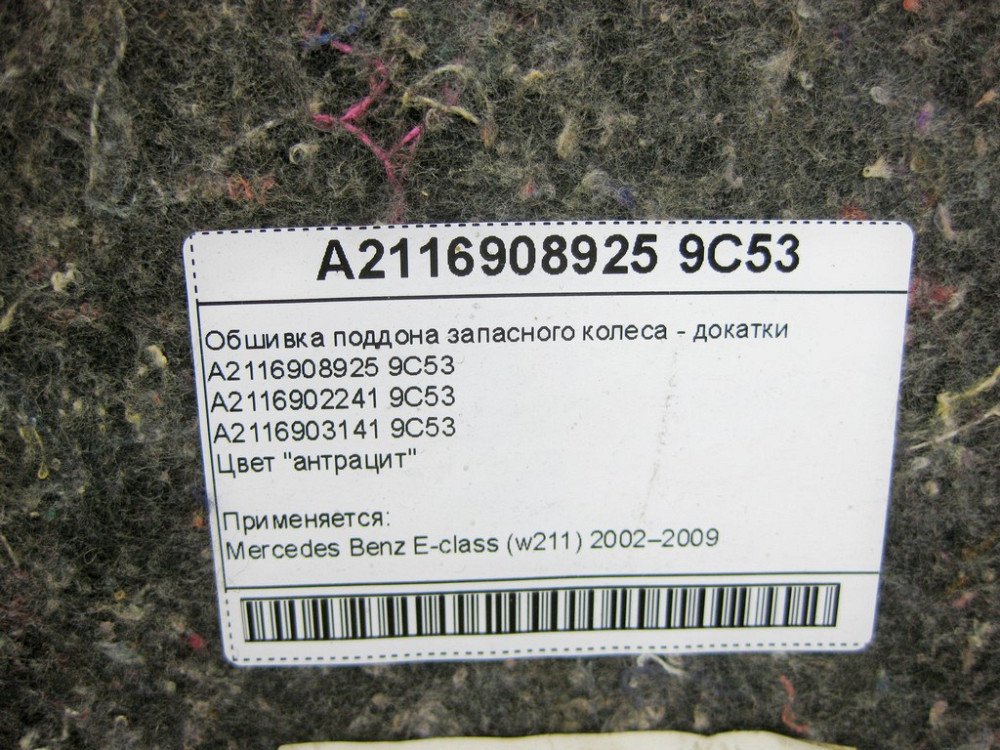 A2116908925 9C53
Обшивка поддона запасного колеса - докатки
A2116908925 9C53
A2116902241 9C53
A2116903141 9C53
Цвет "антрацит"
Применяется:
Mercedes Benz E-class (w211) 2002–2009